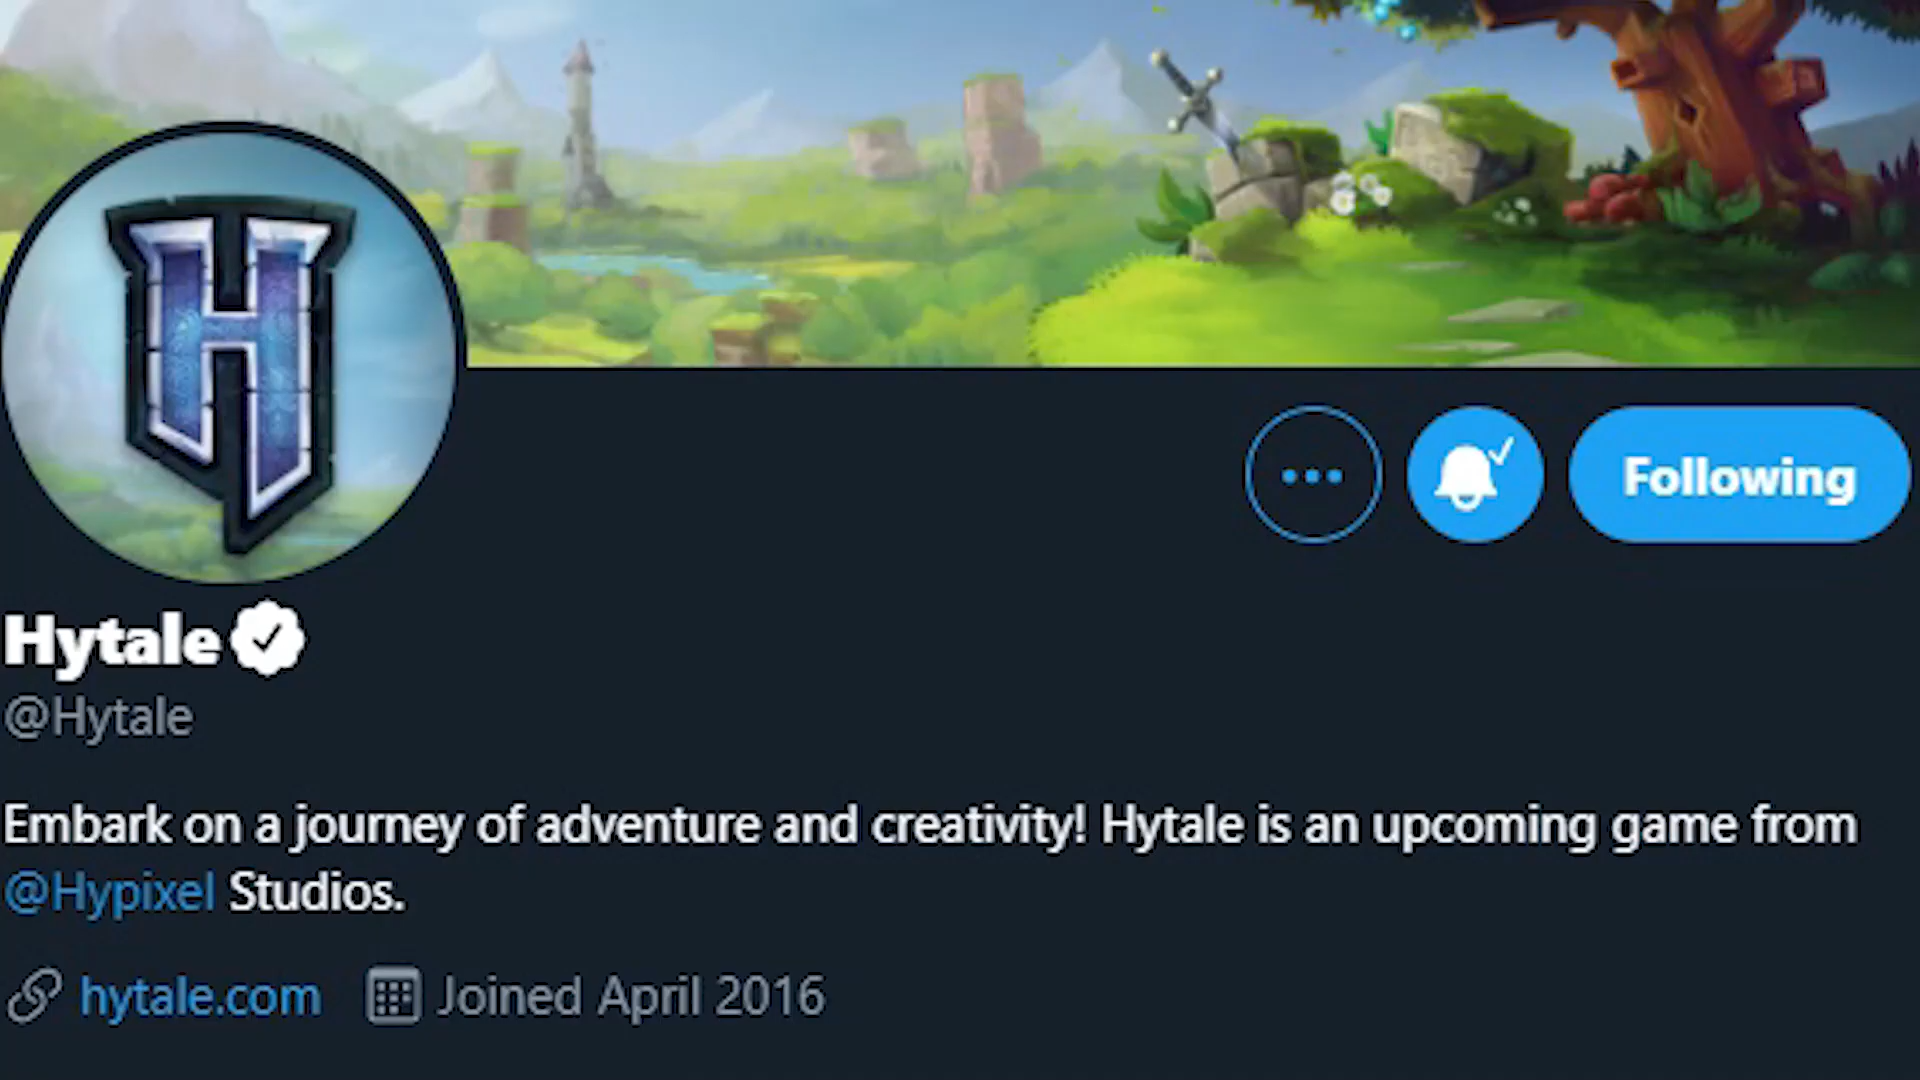 H
Following
Hytale
@Hytale
Embark on a journey of adventure and creativity! Hytale is an upcoming game from
@Hypixel Studios.
hytale.com Joined April 2016